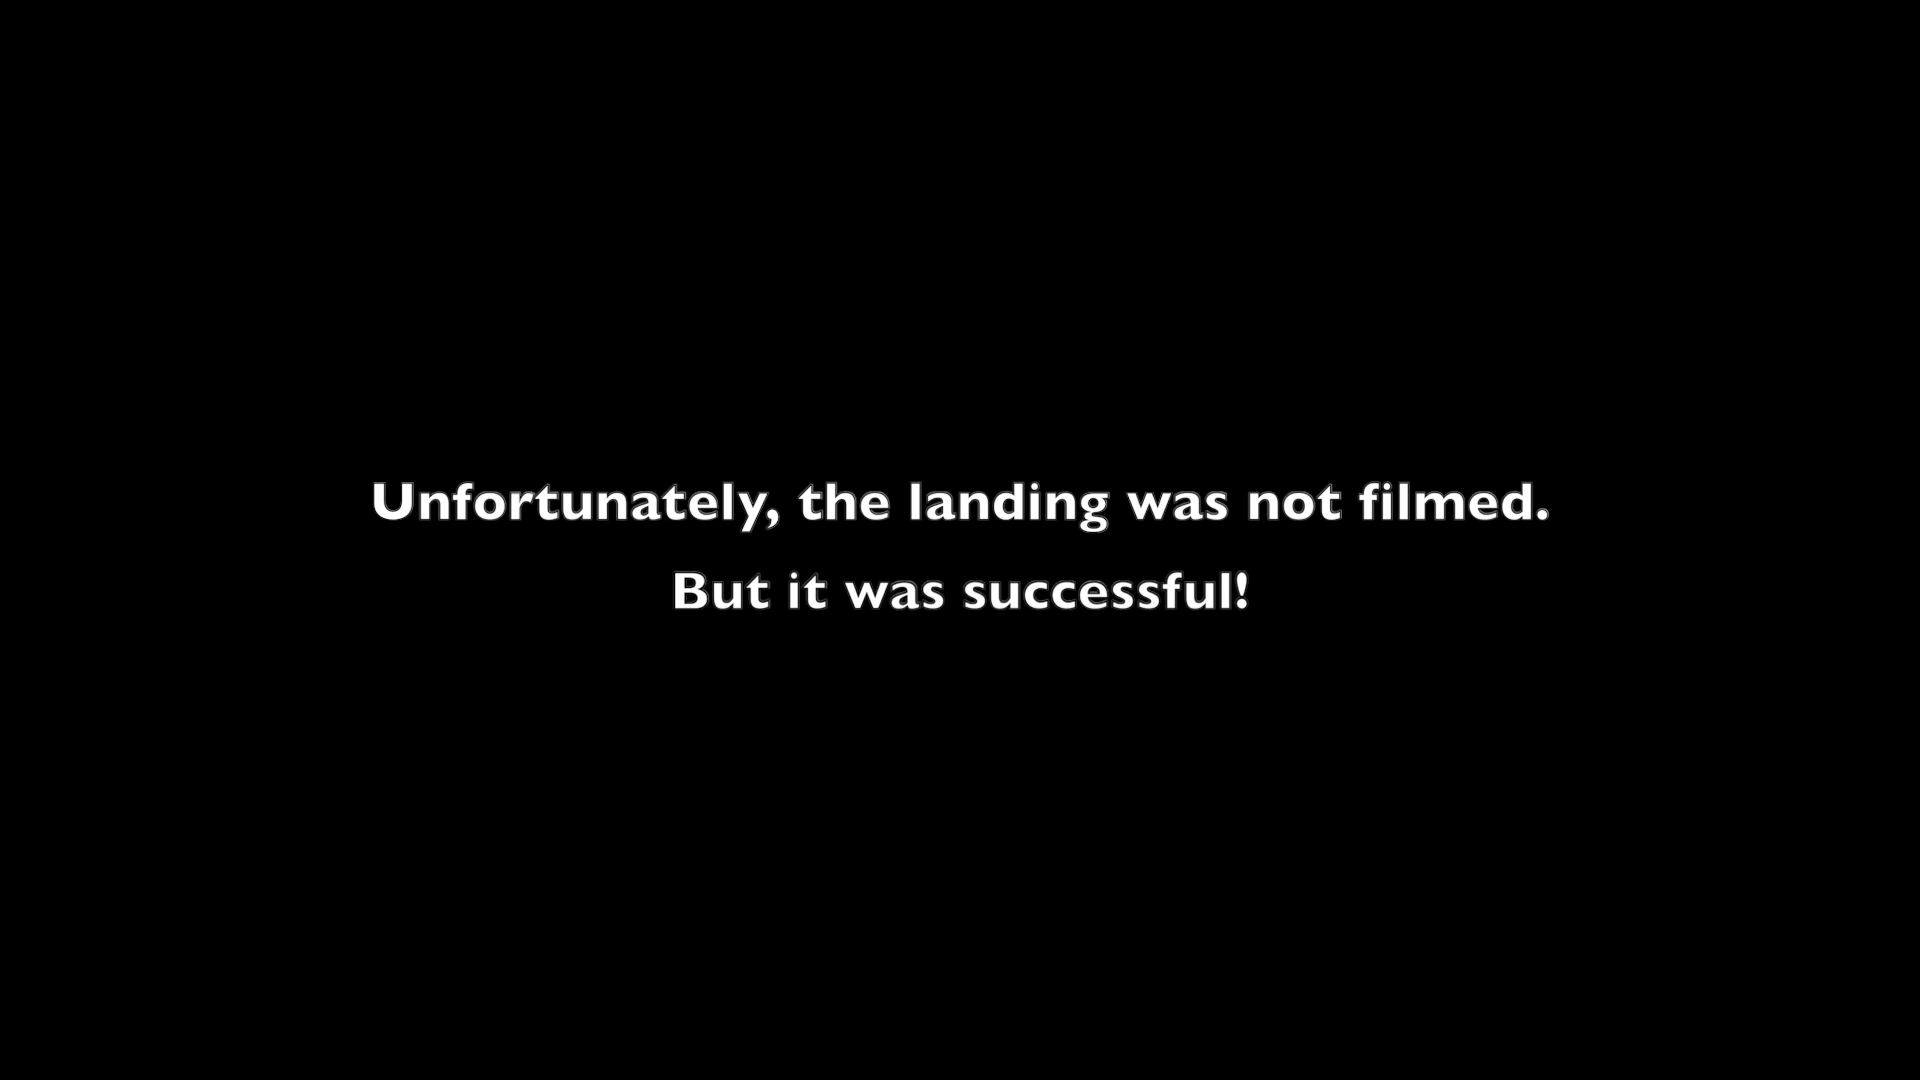 Unfortunately, the landing was not filmed.
But it was successful!